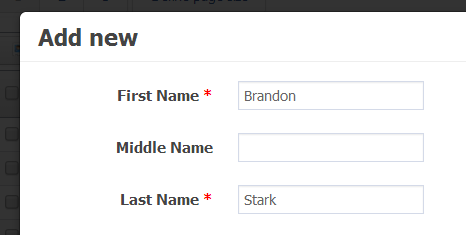 Add new
First Name *
Brandon
Middle Name
Last Name *
Stark